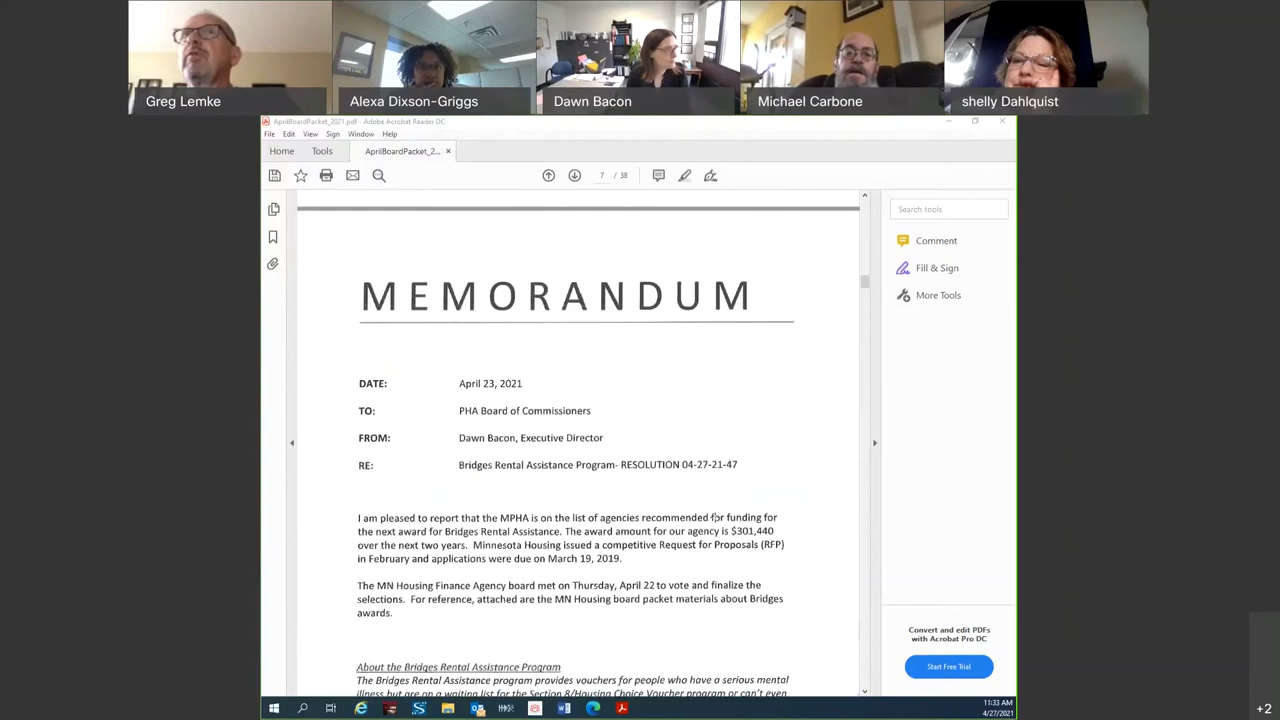 Greg Lemke
Alexa Dixson-Griggs
Dawn Bacon
Michael Carbone
shelly Dahlquist
AprilBoardPacket_2021.pdf - Adobe Acrobat Reader DC
File Edit View Sign Window Help
Home Tools AprilBoardPacket_2... ×
7 / 38
Search tools
Comment
Fill & Sign
More Tools
MEMORANDUM
DATE: April 23, 2021
TO: PHA Board of Commissioners
FROM: Dawn Bacon, Executive Director
RE: Bridges Rental Assistance Program- RESOLUTION 04-27-21-47
I am pleased to report that the MPHA is on the list of agencies recommended for funding for
the next award for Bridges Rental Assistance. The award amount for our agency is $301,440
over the next two years. Minnesota Housing issued a competitive Request for Proposals (RFP)
in February and applications were due on March 19, 2019.
The MN Housing Finance Agency board met on Thursday, April 22 to vote and finalize the
selections. For reference, attached are the MN Housing board packet materials about Bridges
awards.
About the Bridges Rental Assistance Program
The Bridges Rental Assistance program provides vouchers for people who have a serious mental
illness but are on a waiting list for the Section 8/Housing Choice Voucher program or can't even
Convert and edit PDFs
with Acrobat Pro DC
Start Free Trial
11:33 AM
4/27/2021
+2